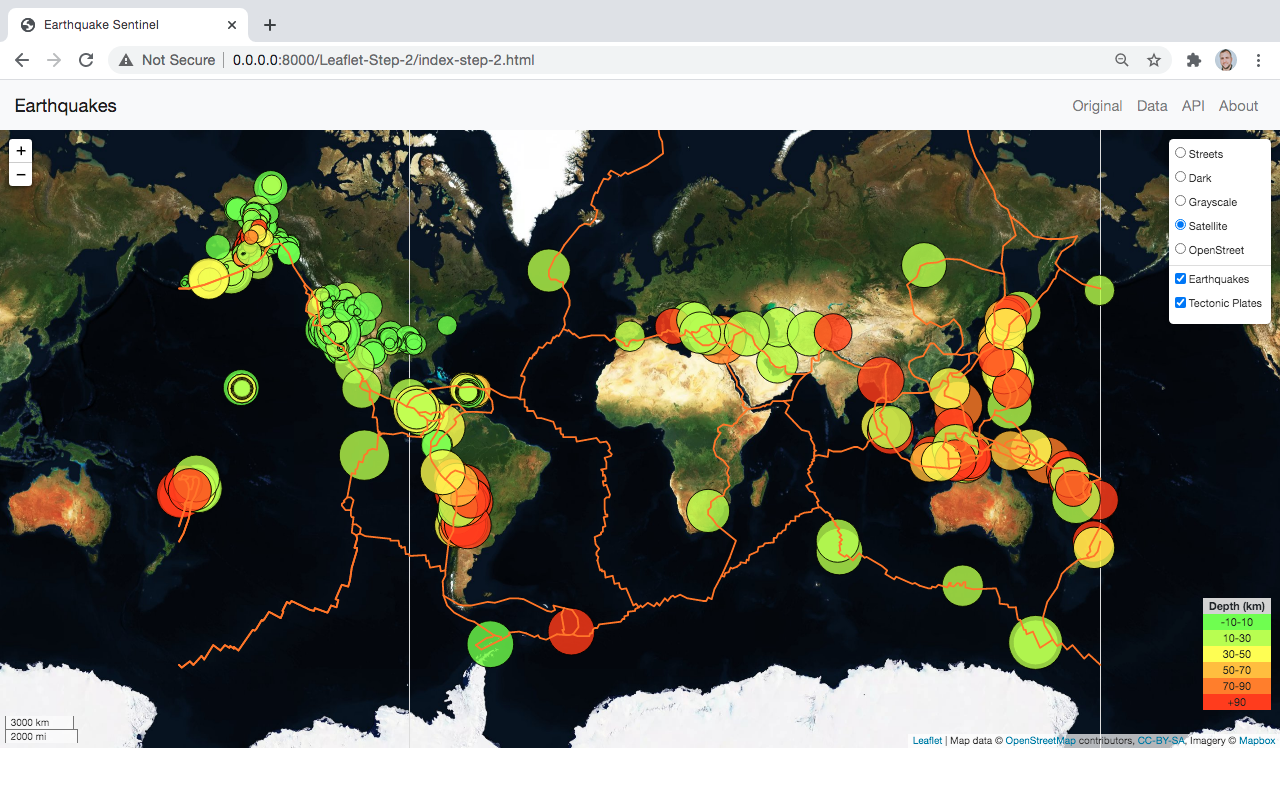 Earthquake Sentinel
Not Secure 0.0.0.0:8000/Leaflet-Step-2/index-step-2.html
Earthquakes Original Data API About
+
−
Streets
Dark
Grayscale
Satellite
OpenStreet
Earthquakes
Tectonic Plates
Depth (km)
-10-10
10-30
30-50
50-70
70-90
+90
3000 km
2000 mi
Leaflet | Map data © OpenStreetMap contributors, CC-BY-SA, Imagery © Mapbox